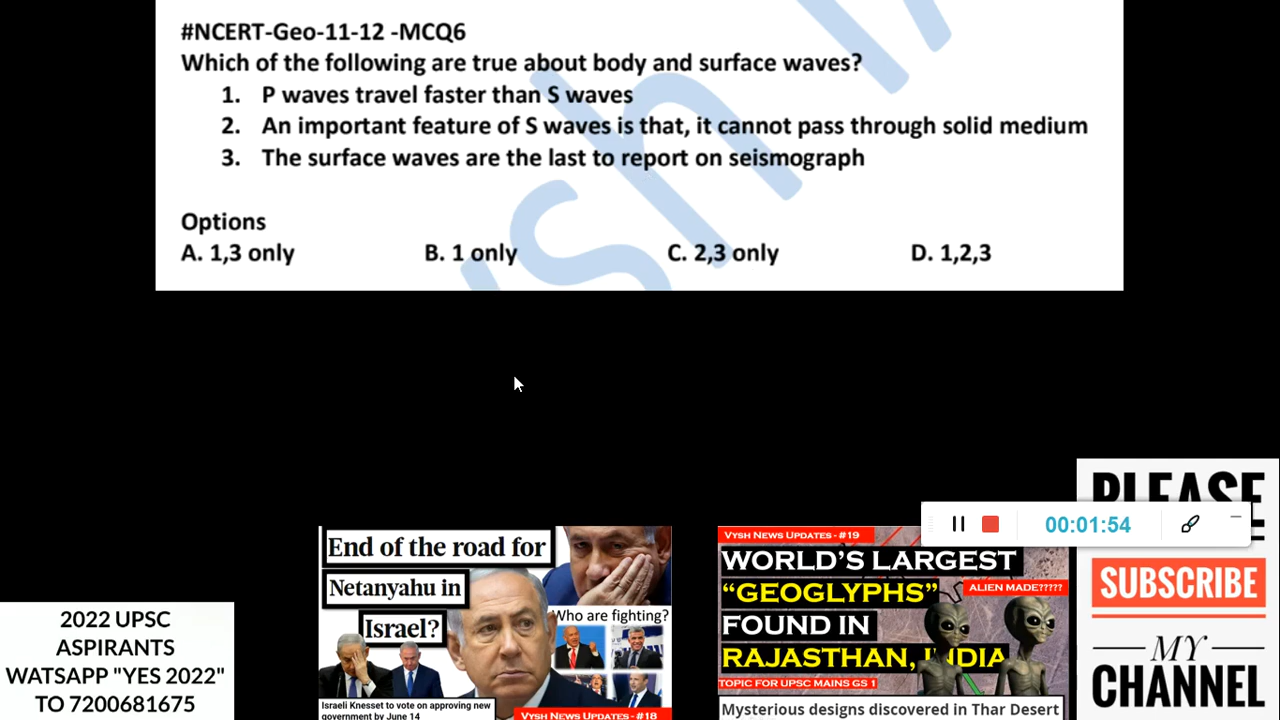 #NCERT-Geo-11-12 -MCQ6
Which of the following are true about body and surface waves?
1. P waves travel faster than S waves
2. An important feature of S waves is that, it cannot pass through solid medium
3. The surface waves are the last to report on seismograph
Options
A. 1,3 only B. 1 only C. 2,3 only D. 1,2,3
00:01:54
PLEASE
SUBSCRIBE
MY
CHANNEL
2022 UPSC
ASPIRANTS
WATSAPP "YES 2022"
TO 7200681675
End of the road for
Netanyahu in
Israel?
Who are fighting?
Israeli Knesset to vote on approving new
government by June 14
VYSH NEWS UPDATES - #18
VYSH NEWS UPDATES - #19
WORLD'S LARGEST
"GEOGLYPHS"
ALIEN MADE?????
FOUND IN
RAJASTHAN, INDIA
TOPIC FOR UPSC MAINS GS 1
Mysterious designs discovered in Thar Desert